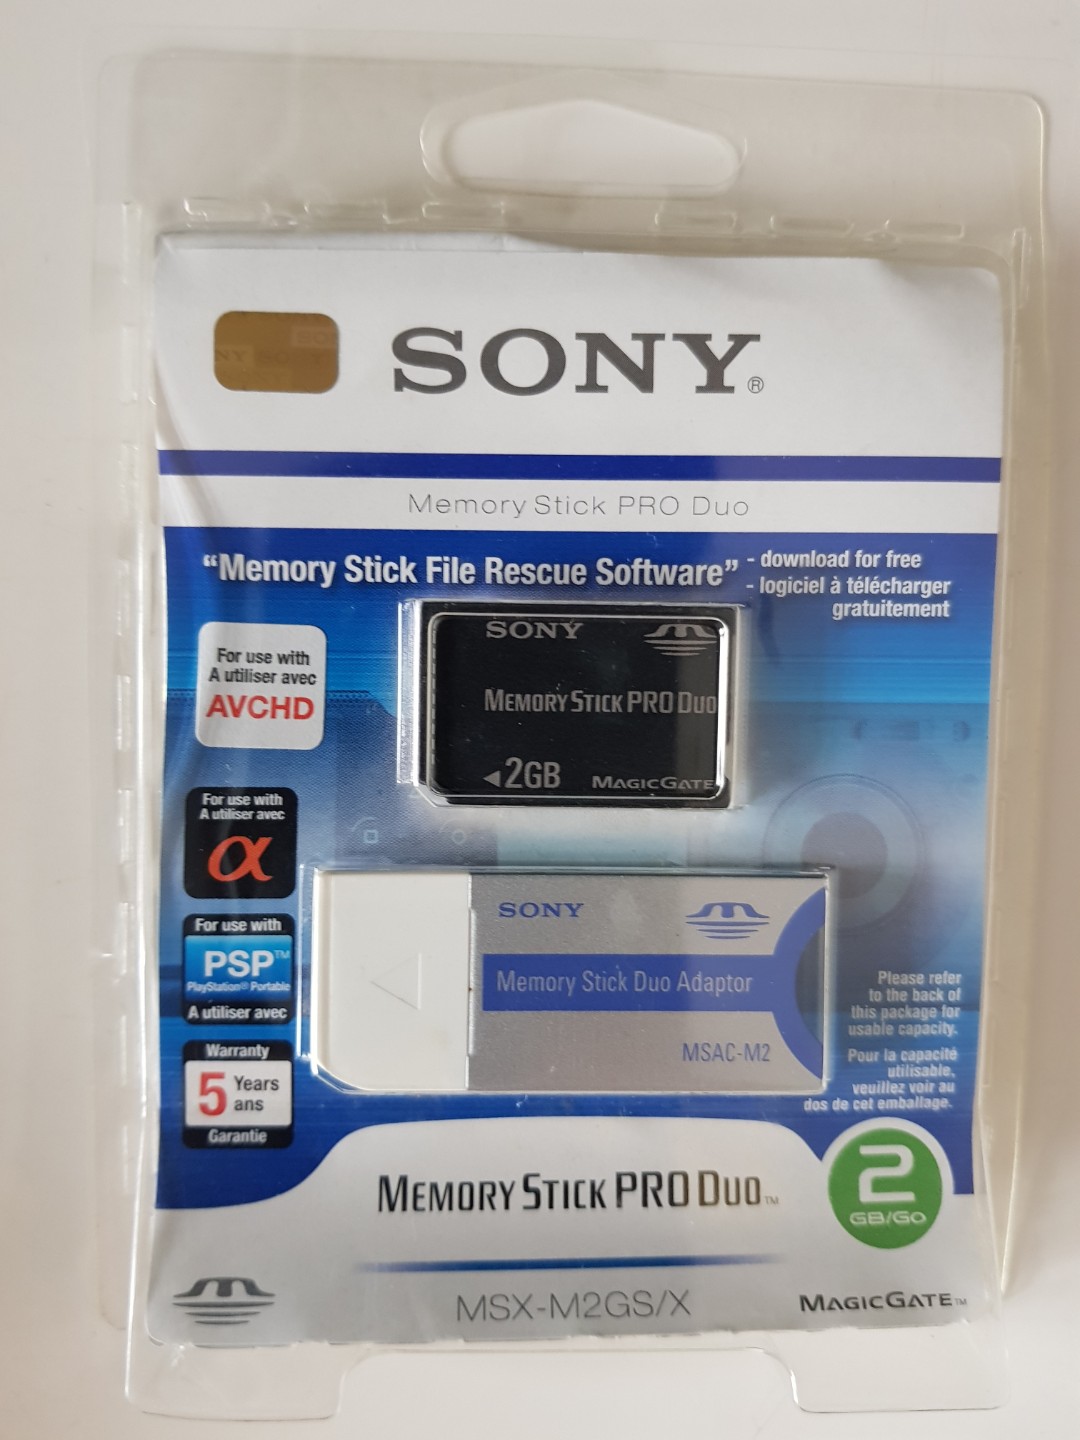 SONY®
Memory Stick PRO Duo
“Memory Stick File Rescue Software”
- download for free
- logiciel à télécharger
gratuitement
SONY
MEMORY STICK PRO DUO
◄2GB MAGICGATE
For use with
A utiliser avec
AVCHD
For use with
A utiliser avec
α
For use with
PSP™
PlayStation® Portable
A utiliser avec
Warranty
5 Years
ans
Garantie
SONY
Memory Stick Duo Adaptor
MSAC-M2
Please refer
to the back of
this package for
usable capacity.
Pour la capacité
utilisable,
veuillez voir au
dos de cet emballage.
MEMORY STICK PRO DUO™
2
GB/GO
MSX-M2GS/X
MAGICGATE™